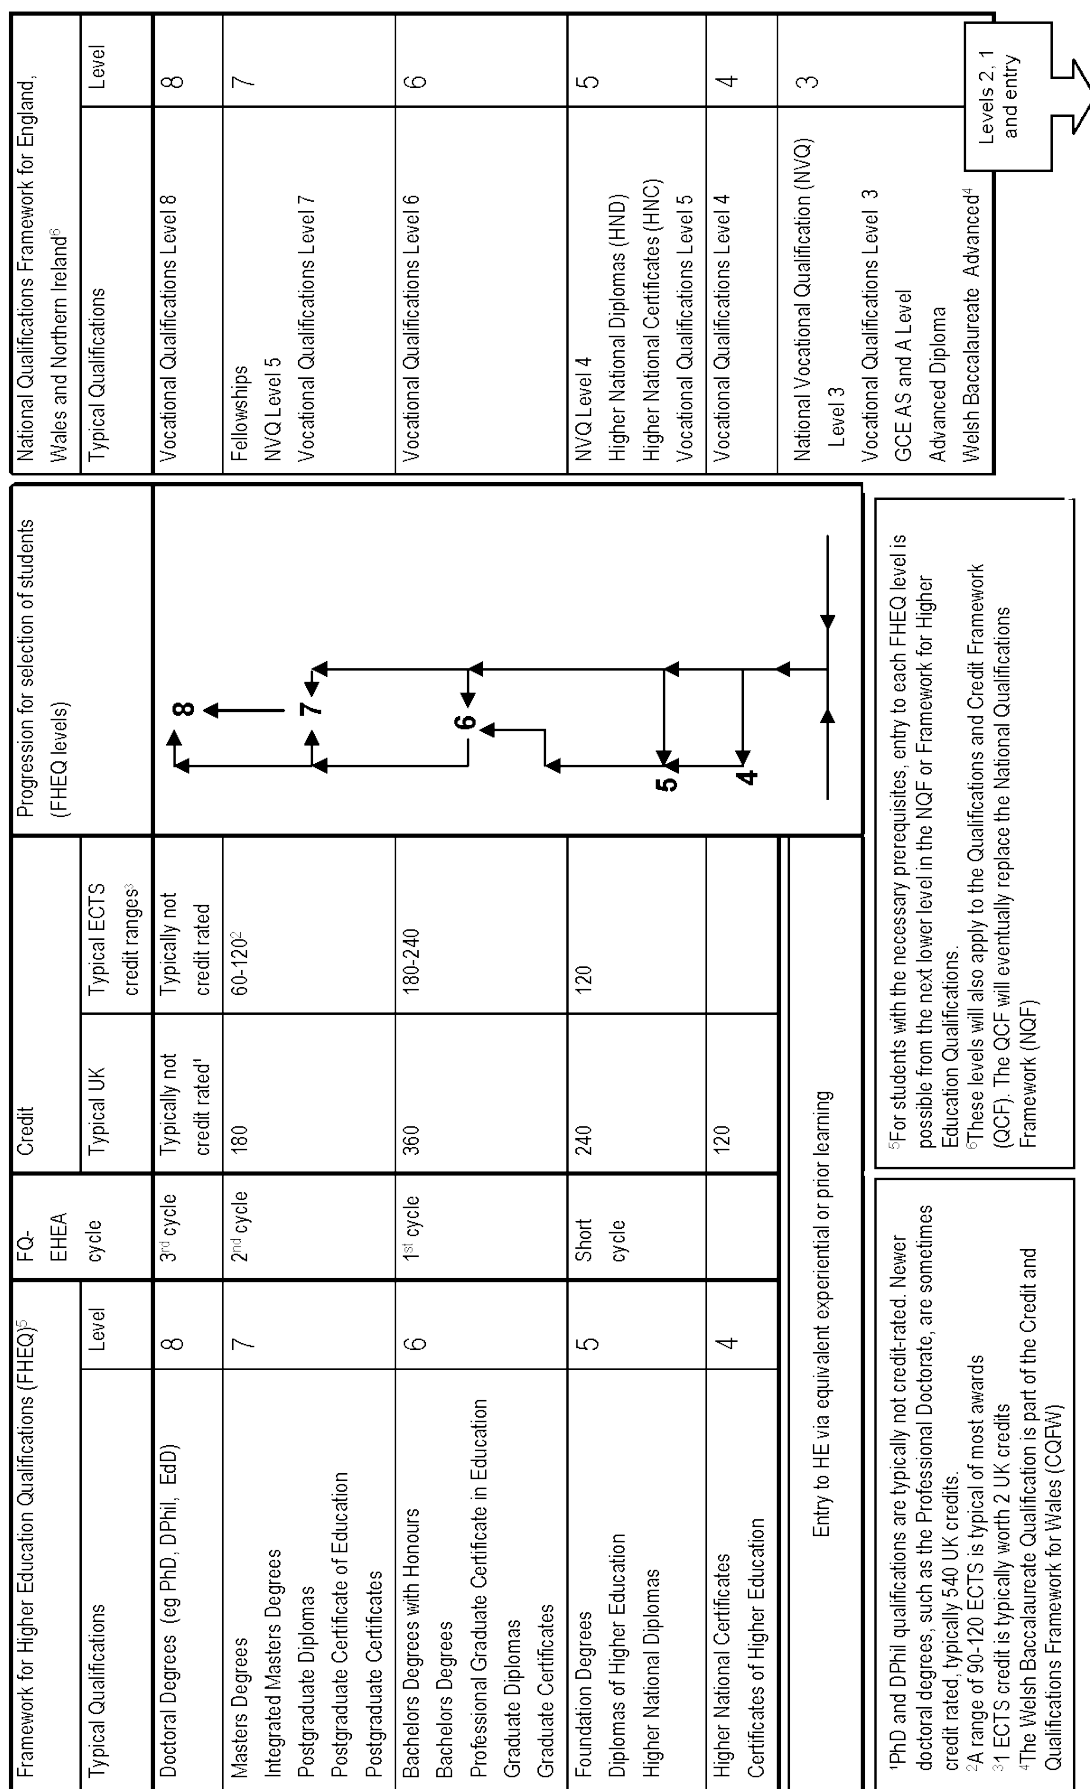 Framework for Higher Education Qualifications (FHEQ)⁵
FQ-
EHEA
cycle
Credit
Progression for selection of students
(FHEQ levels)
National Qualifications Framework for England,
Wales and Northern Ireland⁶
Typical Qualifications
Level
Typical UK
Typical ECTS
credit ranges³
Typical Qualifications
Level
Doctoral Degrees (eg PhD, DPhil, EdD)
8
3rd cycle
Typically not
credit rated¹
Typically not
credit rated
8
Vocational Qualifications Level 8
8
Masters Degrees
Integrated Masters Degrees
Postgraduate Diplomas
Postgraduate Certificate of Education
Postgraduate Certificates
7
2nd cycle
180
60-120²
7
Fellowships
NVQ Level 5
Vocational Qualifications Level 7
7
Bachelors Degrees with Honours
Bachelors Degrees
Professional Graduate Certificate in Education
Graduate Diplomas
Graduate Certificates
6
1st cycle
360
180-240
6
Vocational Qualifications Level 6
6
Foundation Degrees
Diplomas of Higher Education
Higher National Diplomas
5
Short
cycle
240
120
5
NVQ Level 4
Higher National Diplomas (HND)
Higher National Certificates (HNC)
Vocational Qualifications Level 5
5
Higher National Certificates
Certificates of Higher Education
4
120
4
Vocational Qualifications Level 4
4
Entry to HE via equivalent experiential or prior learning
National Vocational Qualification (NVQ)
Level 3
Vocational Qualifications Level 3
GCE AS and A Level
Advanced Diploma
Welsh Baccalaureate Advanced⁴
3
Levels 2, 1
and entry
¹PhD and DPhil qualifications are typically not credit-rated. Newer
doctoral degrees, such as the Professional Doctorate, are sometimes
credit rated, typically 540 UK credits.
²A range of 90-120 ECTS is typical of most awards
³1 ECTS credit is typically worth 2 UK credits
⁴The Welsh Baccalaureate Qualification is part of the Credit and
Qualifications Framework for Wales (CQFW)
⁵For students with the necessary prerequisites, entry to each FHEQ level is
possible from the next lower level in the NQF or Framework for Higher
Education Qualifications.
⁶These levels will also apply to the Qualifications and Credit Framework
(QCF). The QCF will eventually replace the National Qualifications
Framework (NQF)